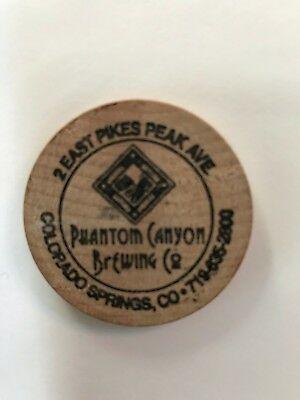 2 EAST PIKES PEAK AVE.
PHANTOM CANYON
BREWING CO
COLORADO SPRINGS, CO • 719-635-2800